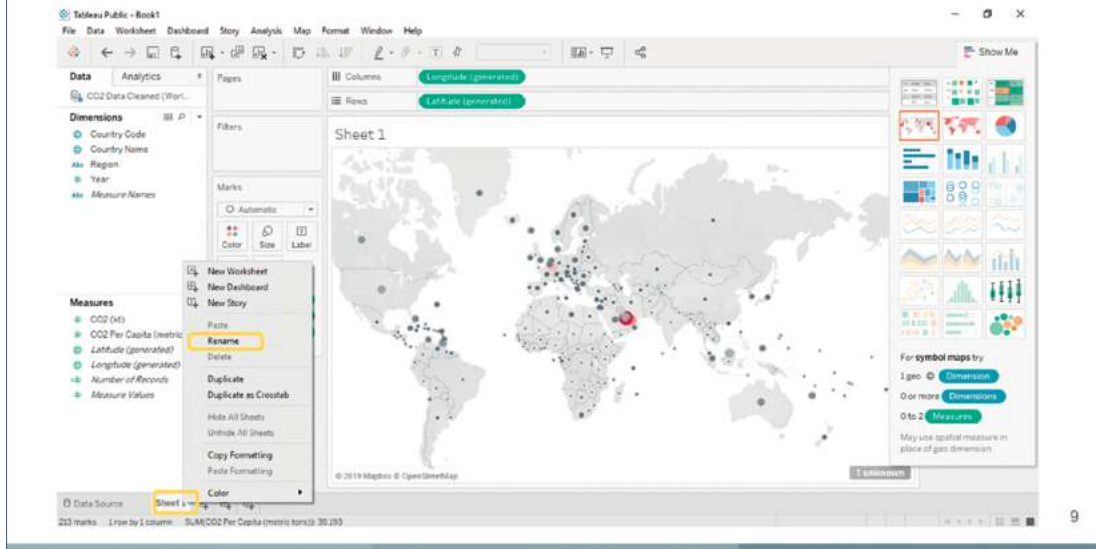 Tableau Public - Book1
File Data Worksheet Dashboard Story Analysis Map Format Window Help
Show Me
Data Analytics
Pages
Columns
Longitude (generated)
CO2 Data Cleaned (Worl...
Rows
Latitude (generated)
Dimensions
Filters
Country Code
Country Name
Abc Region
Year
Abc Measure Names
Sheet 1
Marks
Automatic
Color Size Label
New Worksheet
New Dashboard
New Story
Measures
CO2 (kt)
CO2 Per Capita (metric
Latitude (generated)
Longitude (generated)
Number of Records
Measure Values
Paste
Rename
Delete
Duplicate
Duplicate as Crosstab
Hide All Sheets
Unhide All Sheets
Copy Formatting
Paste Formatting
Color
For symbol maps try
1 geo Dimension
0 or more Dimensions
0 to 2 Measures
May use spatial measure in
place of geo dimension
© 2019 Mapbox © OpenStreetMap
1 unknown
Data Source Sheet 1
213 marks 1 row by 1 column SUM(CO2 Per Capita (metric tons)): 
9